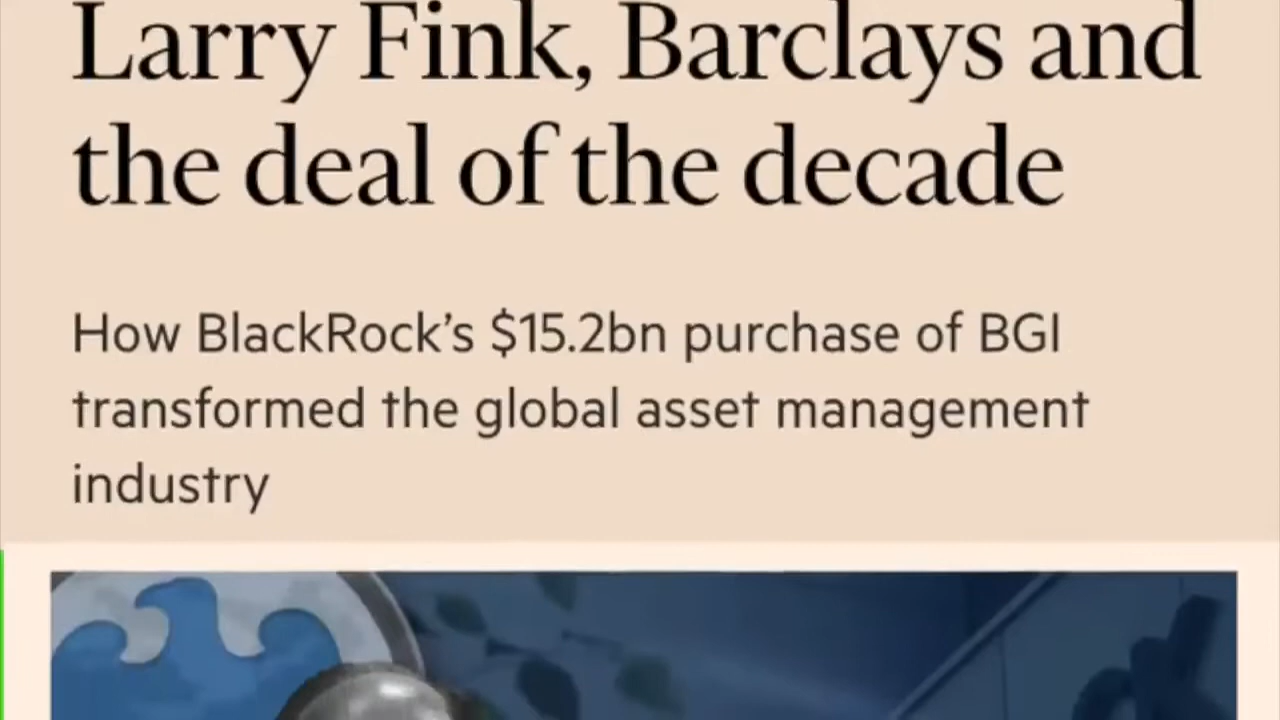 Larry Fink, Barclays and
the deal of the decade
How BlackRock’s $15.2bn purchase of BGI
transformed the global asset management
industry